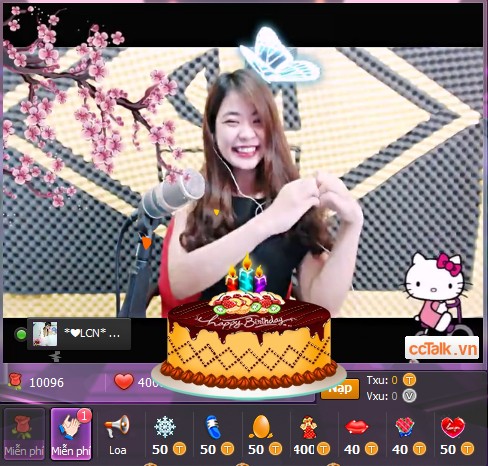 *♥LCN* ...
Happy Birthday
ccTalk.vn
10096
400
Nạp
Txu: 0
Vxu: 0
1
Miễn phí
Miễn phí
Loa
50
50
50
400
40
40
50